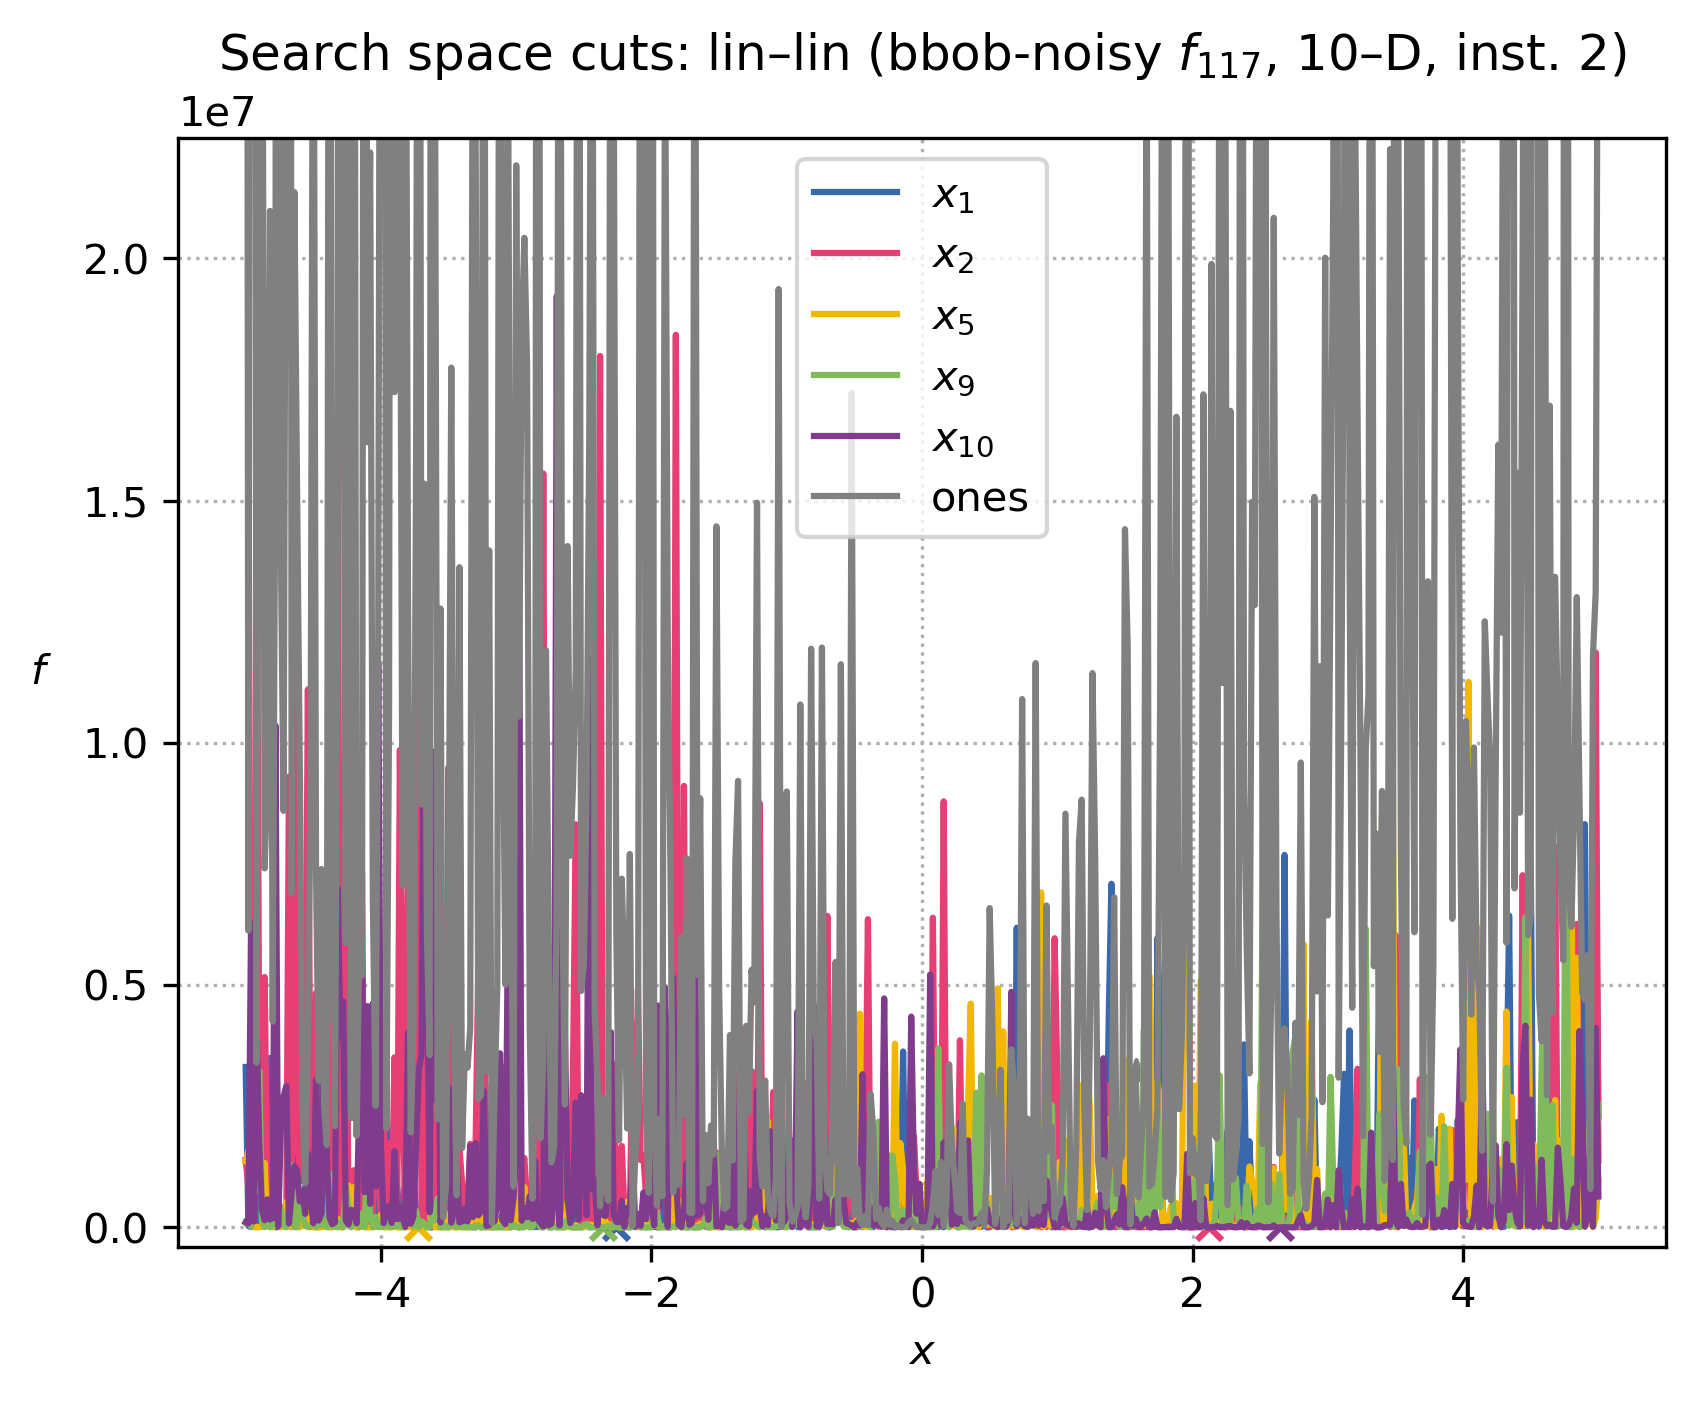 Search space cuts: lin–lin (bbob-noisy f₁₁₇, 10–D, inst. 2)
1e7
x₁
x₂
x₅
x₉
x₁₀
ones
2.0
1.5
1.0
0.5
0.0
f
−4 −2 0 2 4
x